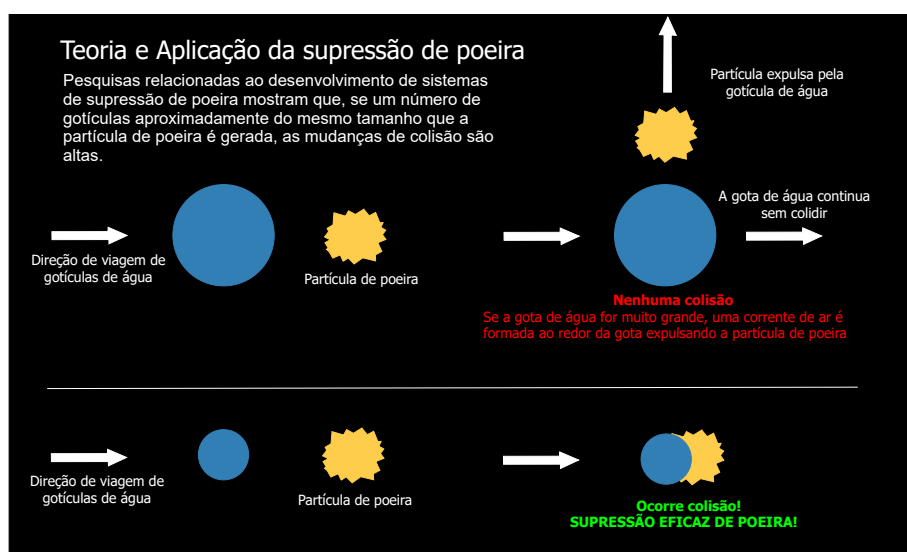 Teoria e Aplicação da supressão de poeira
Pesquisas relacionadas ao desenvolvimento de sistemas
de supressão de poeira mostram que, se um número de
gotículas aproximadamente do mesmo tamanho que a
partícula de poeira é gerada, as mudanças de colisão são
altas.
Partícula expulsa pela
gotícula de água
Direção de viagem de
gotículas de água
Partícula de poeira
A gota de água continua
sem colidir
Nenhuma colisão
Se a gota de água for muito grande, uma corrente de ar é
formada ao redor da gota expulsando a partícula de poeira
Direção de viagem de
gotículas de água
Partícula de poeira
Ocorre colisão!
SUPRESSÃO EFICAZ DE POEIRA!